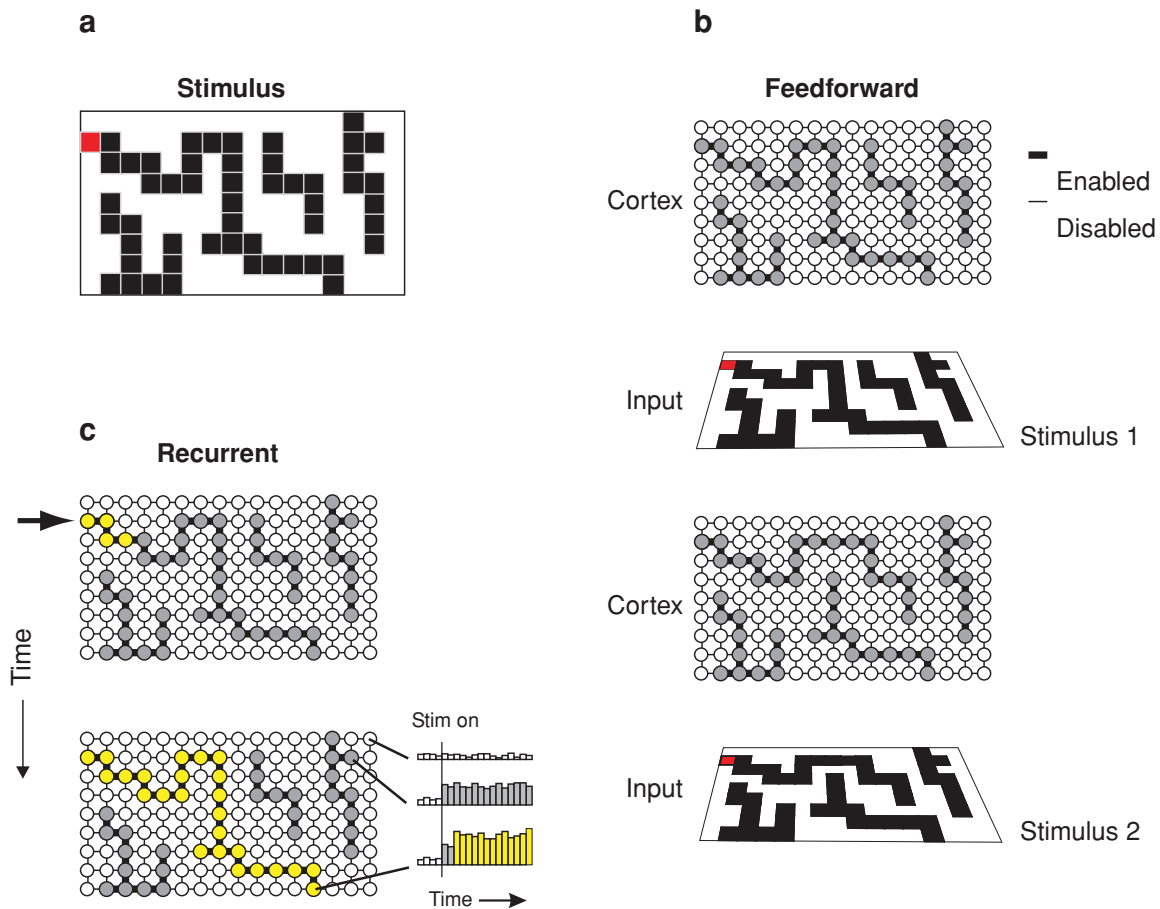 a
Stimulus
b
Feedforward
Cortex
Enabled
Disabled
Input
Stimulus 1
Cortex
Input
Stimulus 2
c
Recurrent
Time
Stim on
Time